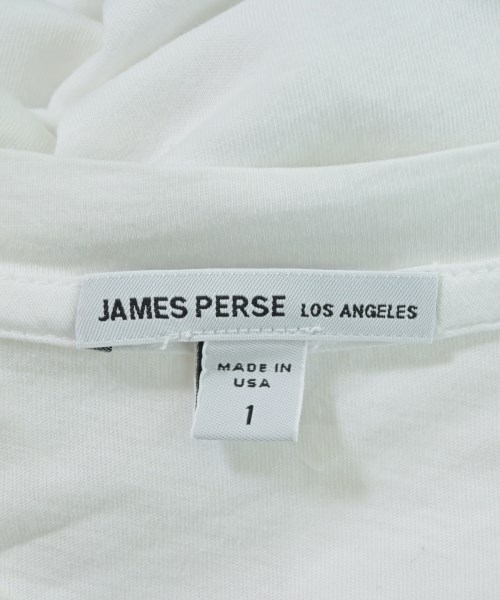 JAMES PERSE LOS ANGELES
MADE IN
USA
1